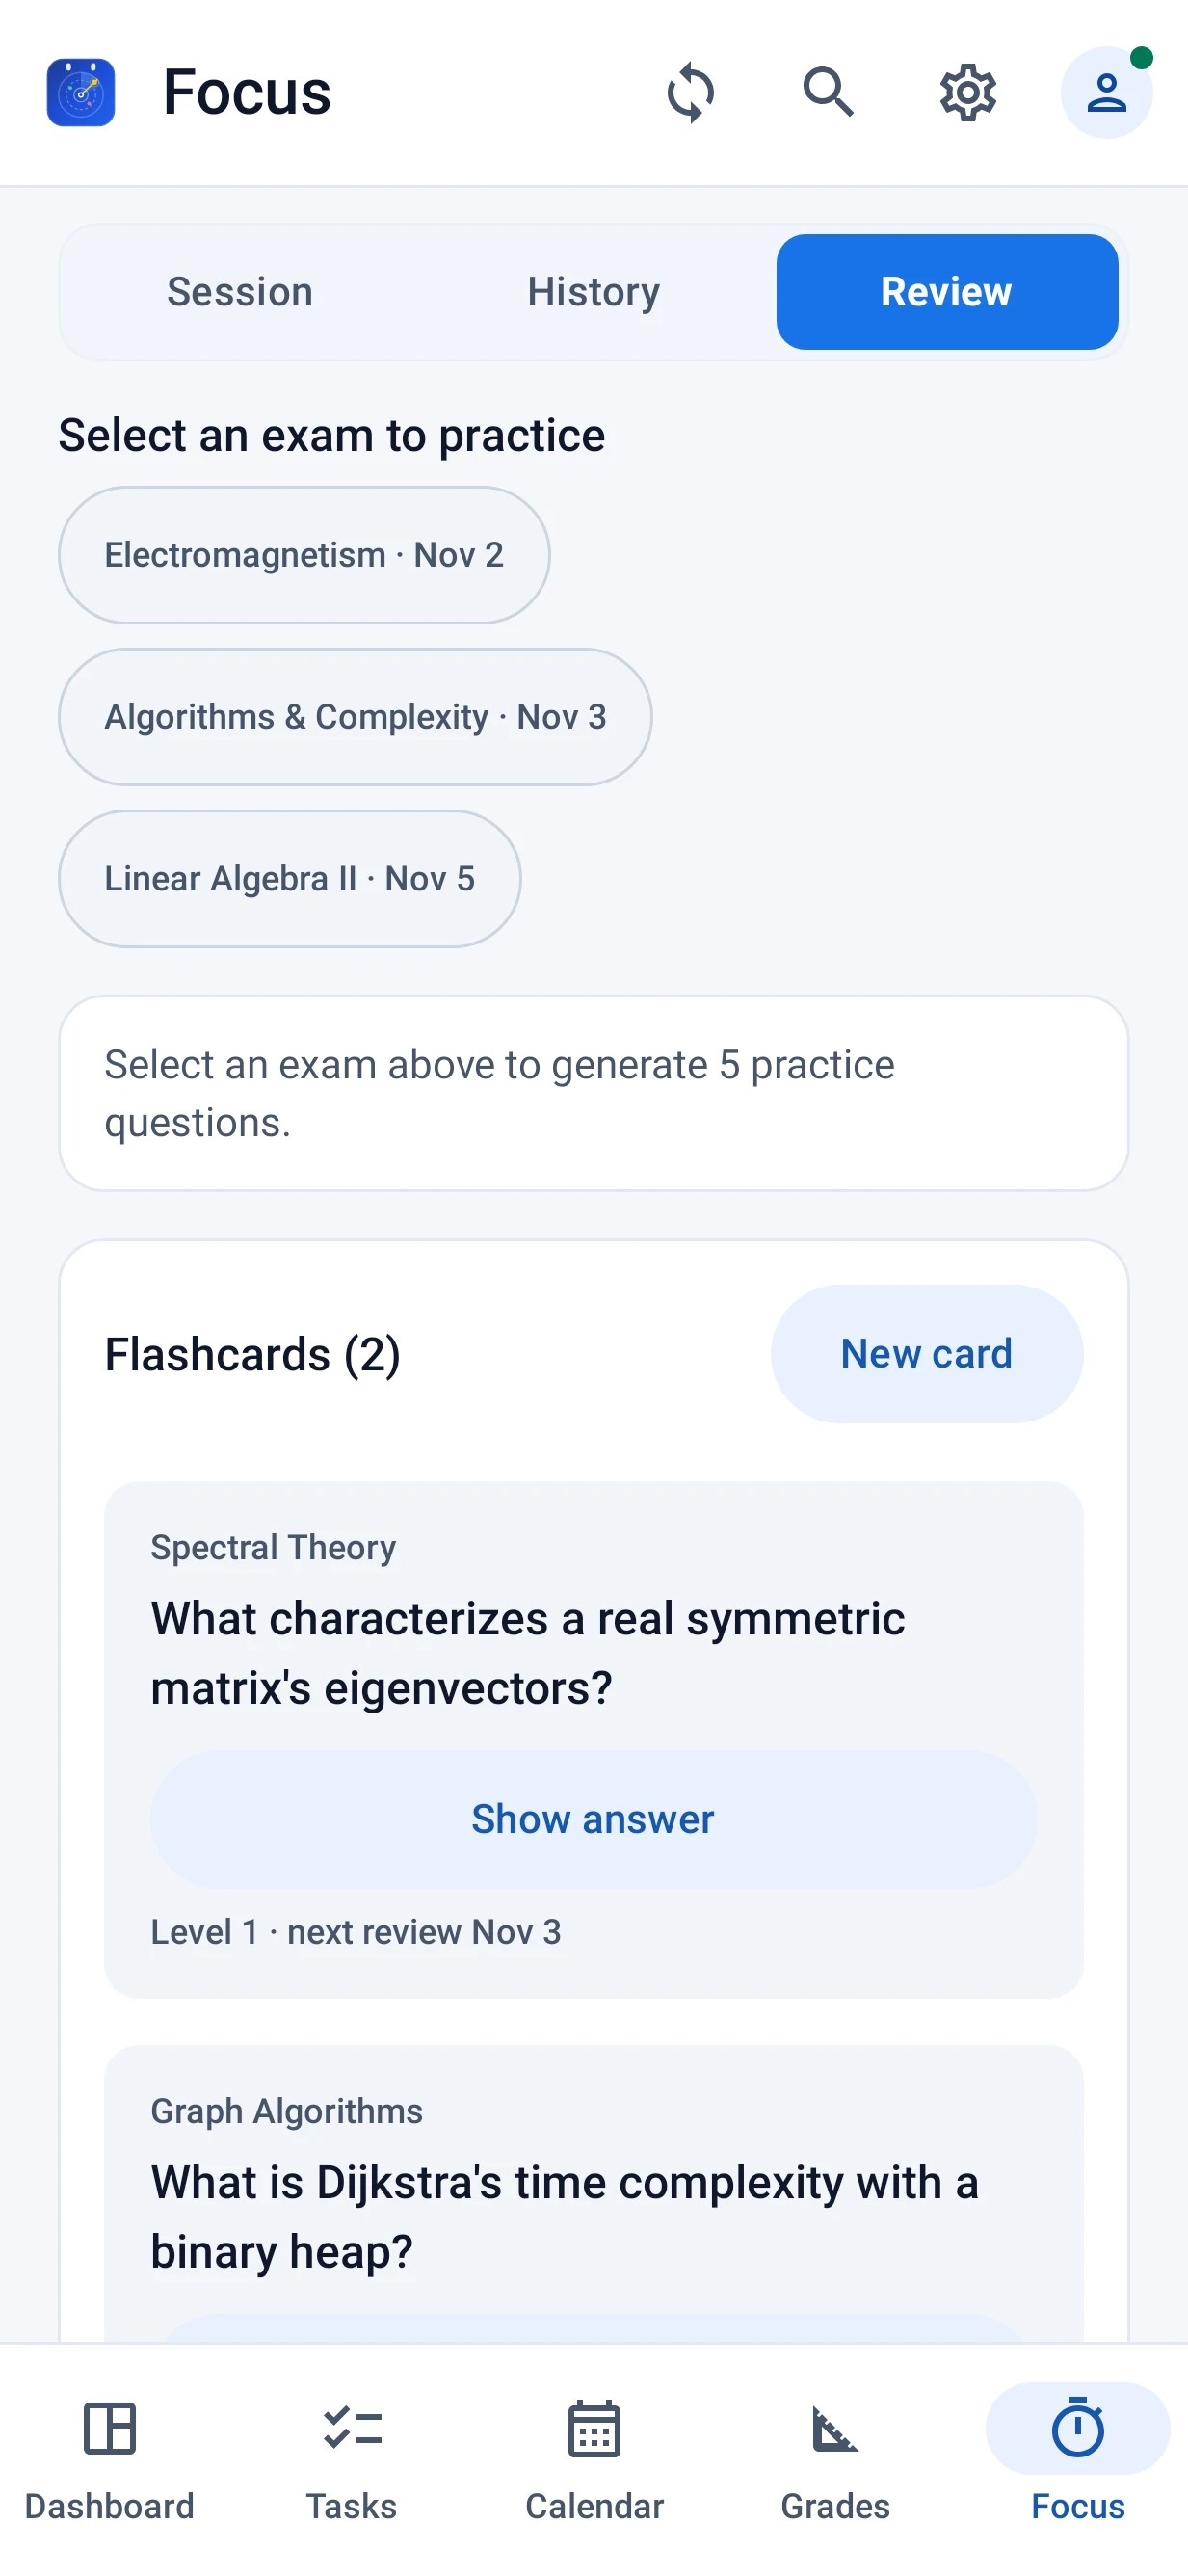 Focus
Session
History
Review
Select an exam to practice
Electromagnetism · Nov 2
Algorithms & Complexity · Nov 3
Linear Algebra II · Nov 5
Select an exam above to generate 5 practice
questions.
Flashcards (2)
New card
Spectral Theory
What characterizes a real symmetric
matrix's eigenvectors?
Show answer
Level 1 · next review Nov 3
Graph Algorithms
What is Dijkstra's time complexity with a
binary heap?
Dashboard
Tasks
Calendar
Grades
Focus